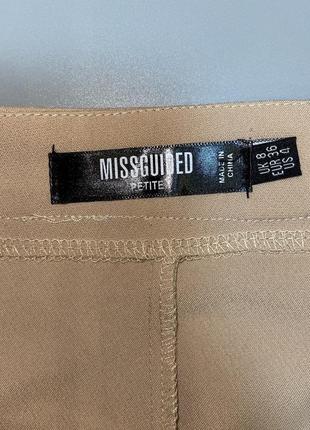 MISSGUIDED
PETITE
MADE IN
CHINA
UK 8
EUR 36
US 4